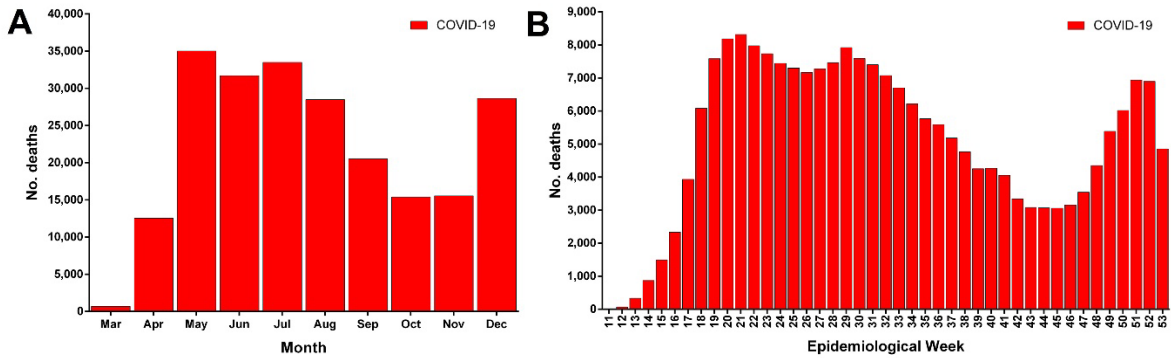 A
COVID-19
No. deaths
40,000
35,000
30,000
25,000
20,000
15,000
10,000
5,000
0
Mar Apr May Jun Jul Aug Sep Oct Nov Dec
Month
B
COVID-19
No. deaths
9,000
8,000
7,000
6,000
5,000
4,000
3,000
2,000
1,000
0
11 12 13 14 15 16 17 18 19 20 21 22 23 24 25 26 27 28 29 30 31 32 33 34 35 36 37 38 39 40 41 42 43 44 45 46 47 48 49 50 51 52 53
Epidemiological Week